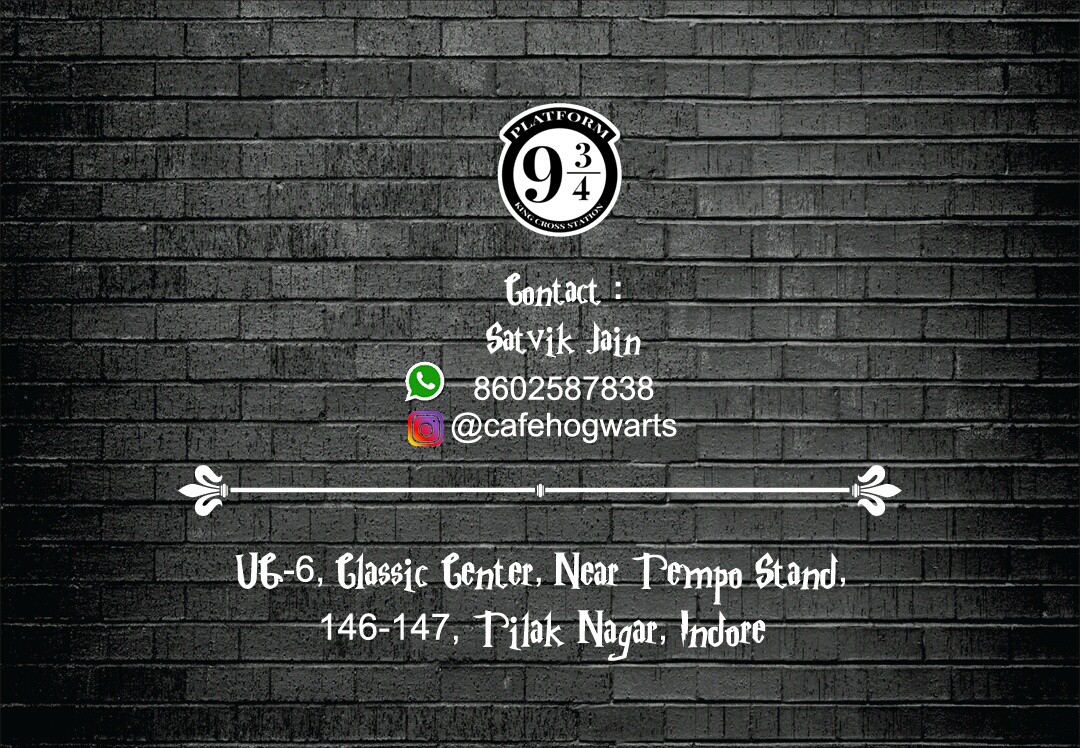 PLATFORM
9 3/4
KING CROSS STATION
Contact :
Satvik Jain
8602587838
@cafehogwarts
UG-6, Classic Center, Near Tempo Stand,
146-147, Tilak Nagar, Indore